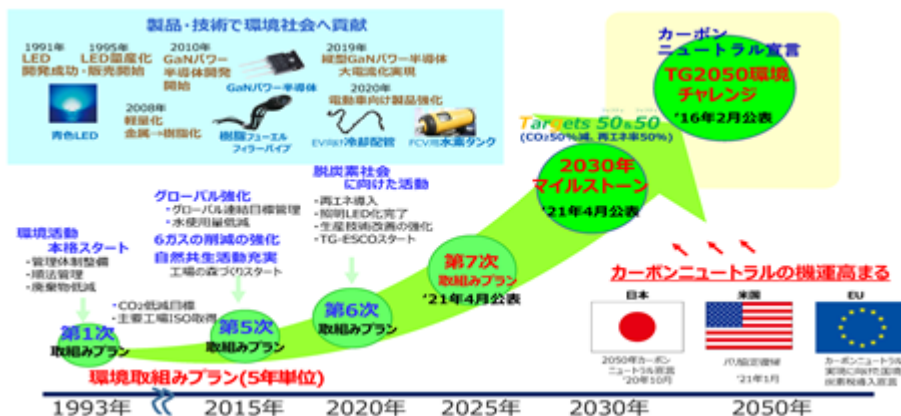 製品・技術で環境社会へ貢献
1991年
LED
開発成功
1995年
LED量産化
・販売開始
2010年
GaNパワー
半導体開発
開始
GaNパワー半導体
2019年
縦型GaNパワー半導体
大電流化実現
2020年
電動車向け製品強化
青色LED
2008年
軽量化
金属→樹脂化
樹脂フューエル
フィラーパイプ
EV向け冷却配管
FCV用水素タンク
カーボン
ニュートラル宣言
TG2050環境
チャレンジ
'16年2月公表
Targets 50&50
(CO₂50%減、再エネ率50%)
2030年
マイルストーン
'21年4月公表
脱炭素社会
に向けた活動
・再エネ導入
・照明LED化完了
・生産技術改善の強化
・TG-ESCOスタート
グローバル強化
・グローバル連結目標管理
・水使用量低減
6ガスの削減の強化
自然共生活動充実
工場の森づくりスタート
環境活動
本格スタート
・管理体制整備
・順法管理
・廃棄物低減
・CO₂低減目標
・主要工場ISO取得
第1次
取組みプラン
第5次
取組みプラン
第6次
取組みプラン
第7次
取組みプラン
'21年4月公表
カーボンニュートラルの機運高まる
日本
米国
EU
2050年カーボン
ニュートラル宣言
'20年10月
パリ協定復帰
'21年1月
カーボンニュートラル
実現に向けた国境
炭素税導入宣言
環境取組みプラン(5年単位)
1993年
2015年
2020年
2025年
2030年
2050年